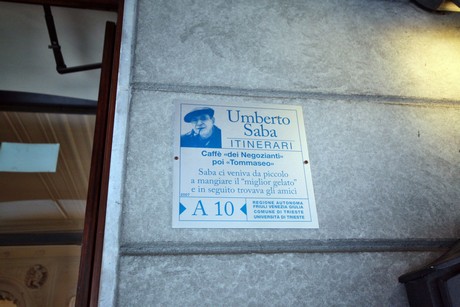 Umberto
Saba
ITINERARI
Caffè «dei Negozianti»
poi «Tommaseo»
Saba ci veniva da piccolo
a mangiare il "miglior gelato"
e in seguito trovava gli amici
A 10
REGIONE AUTONOMA
FRIULI VENEZIA GIULIA
COMUNE DI TRIESTE
UNIVERSITÀ DI TRIESTE